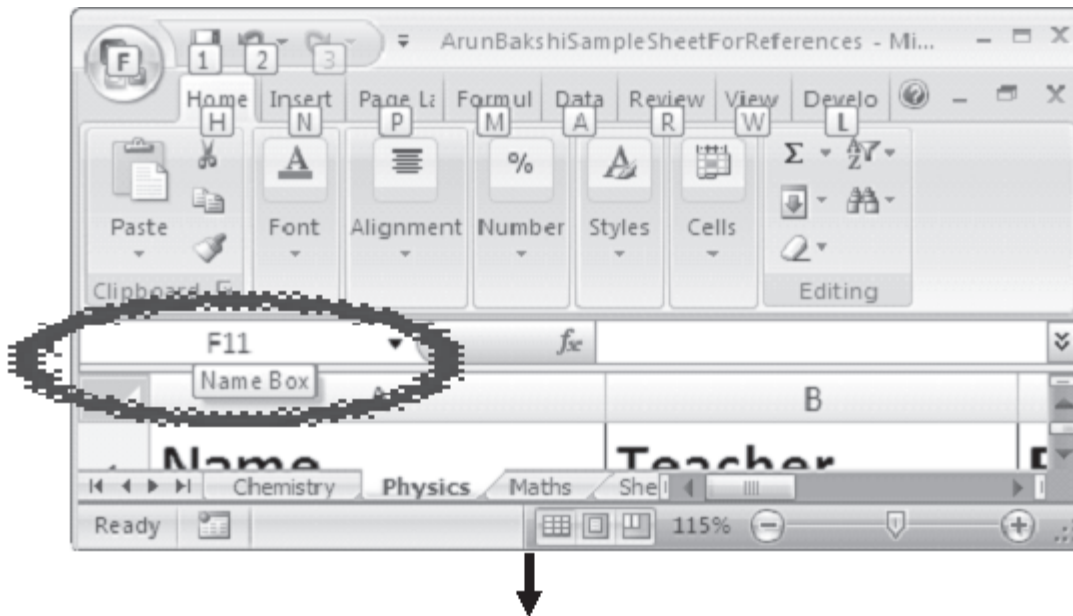 ArunBakshiSampleSheetForReferences - Mi...
F 1 2 3
Home Insert Page La Formul Data Review View Develo
H N P M A R W L
Paste Font Alignment Number Styles Cells
Clipboard Editing
F11 fx
Name Box
A B
Name Teacher
Chemistry Physics Maths She
Ready 115%